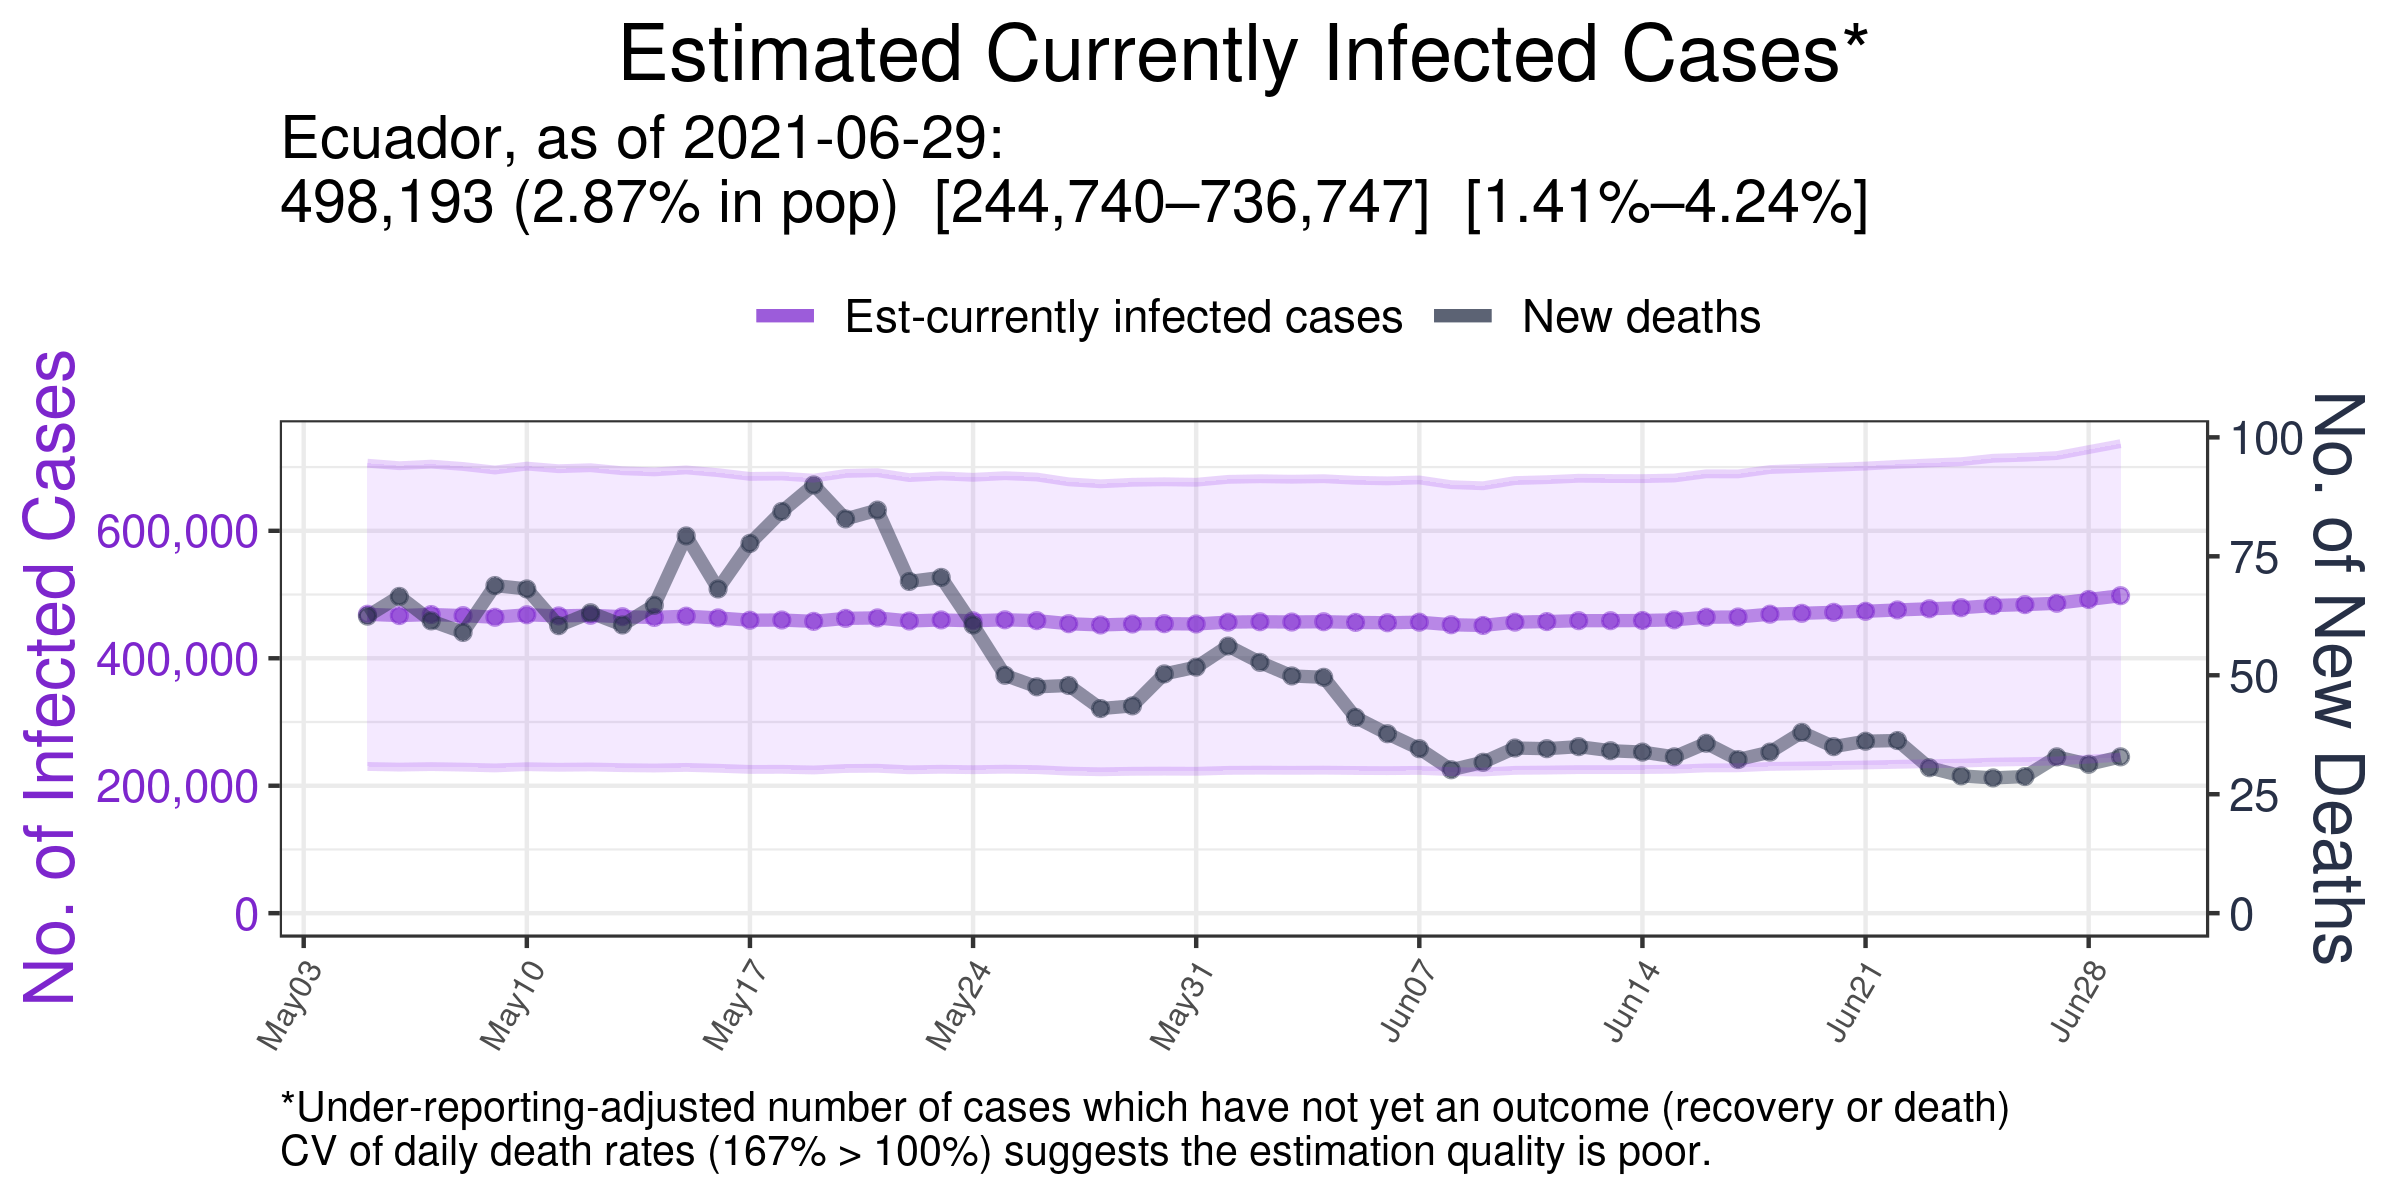 Estimated Currently Infected Cases*
Ecuador, as of 2021-06-29:
498,193 (2.87% in pop)  [244,740–736,747]  [1.41%–4.24%]
Est-currently infected cases
New deaths
No. of Infected Cases
600,000
400,000
200,000
0
100
75
50
25
0
No. of New Deaths
May03
May10
May17
May24
May31
Jun07
Jun14
Jun21
Jun28
*Under-reporting-adjusted number of cases which have not yet an outcome (recovery or death)
CV of daily death rates (167% > 100%) suggests the estimation quality is poor.